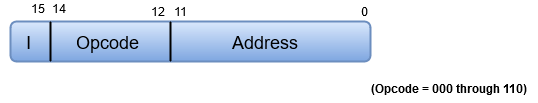 15 14 12 11 0
I Opcode Address
(Opcode = 000 through 110)